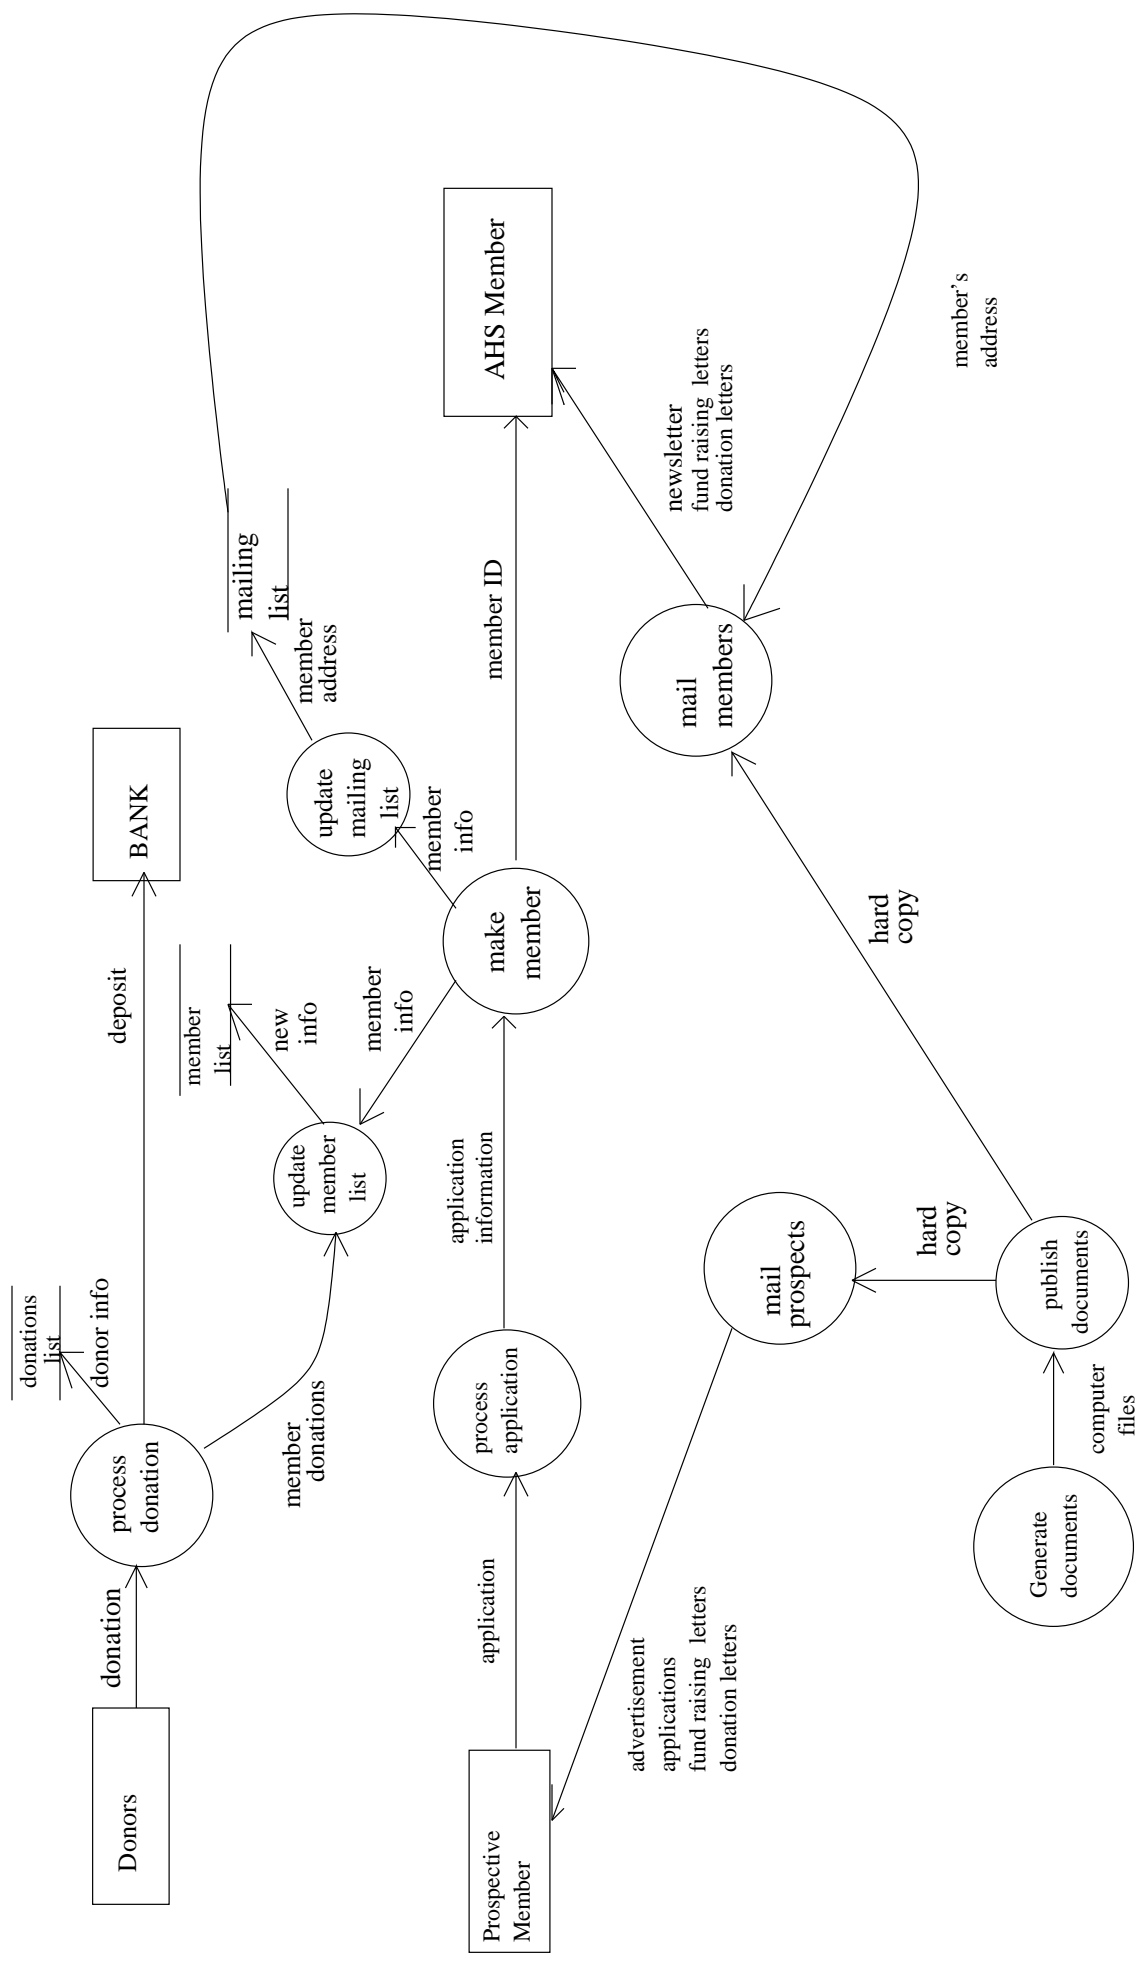 donations
list
donor info
Donors
donation
process
donation
deposit
BANK
member
donations
member
list
new
info
update
member
list
member
info
mailing
list
member
address
update
mailing
list
member
info
Prospective
Member
application
process
application
application
information
make
member
member ID
AHS Member
advertisement
applications
fund raising letters
donation letters
mail
prospects
hard
copy
hard
copy
mail
members
newsletter
fund raising letters
donation letters
member's
address
Generate
documents
computer
files
publish
documents